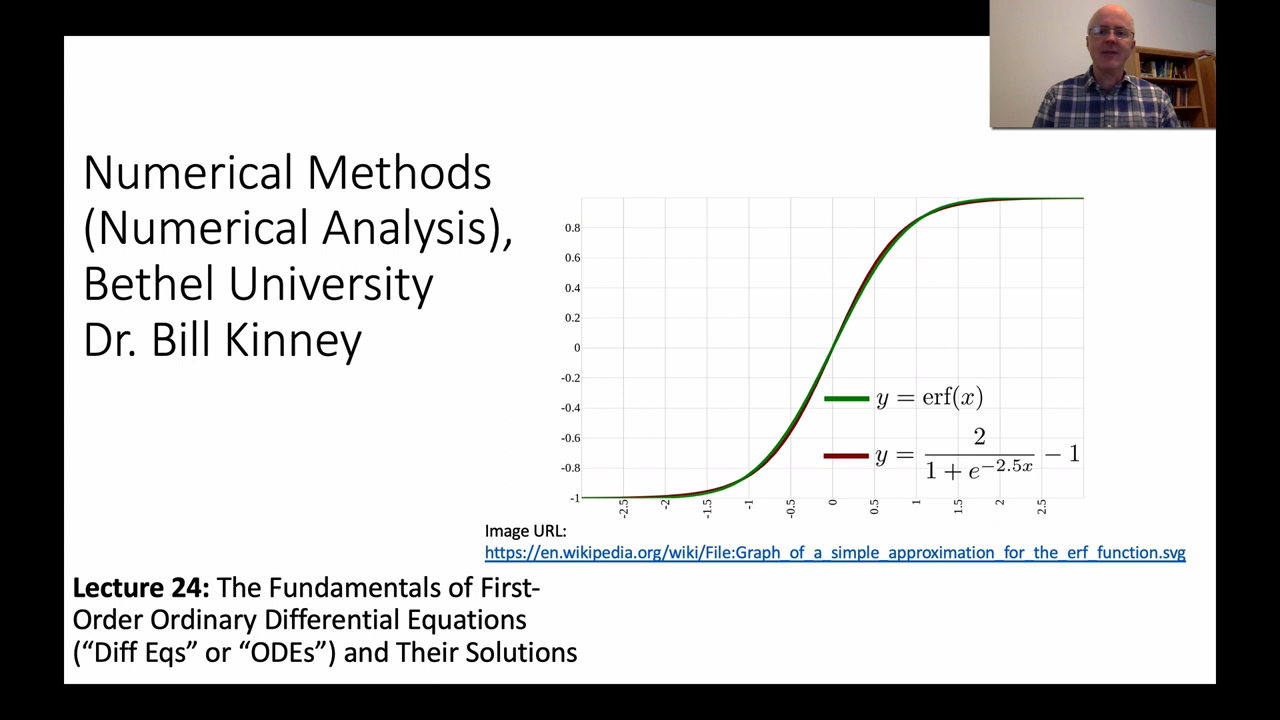 Numerical Methods
(Numerical Analysis),
Bethel University
Dr. Bill Kinney
0.8
0.6
0.4
0.2
0
-0.2
-0.4
-0.6
-0.8
-1
-2.5
-2
-1.5
-1
-0.5
0
0.5
1
1.5
2
2.5
y = erf(x)
y = 2 / (1 + e^{-2.5x}) − 1
Image URL:
https://en.wikipedia.org/wiki/File:Graph_of_a_simple_approximation_for_the_erf_function.svg
Lecture 24: The Fundamentals of First-
Order Ordinary Differential Equations
(“Diff Eqs” or “ODEs”) and Their Solutions